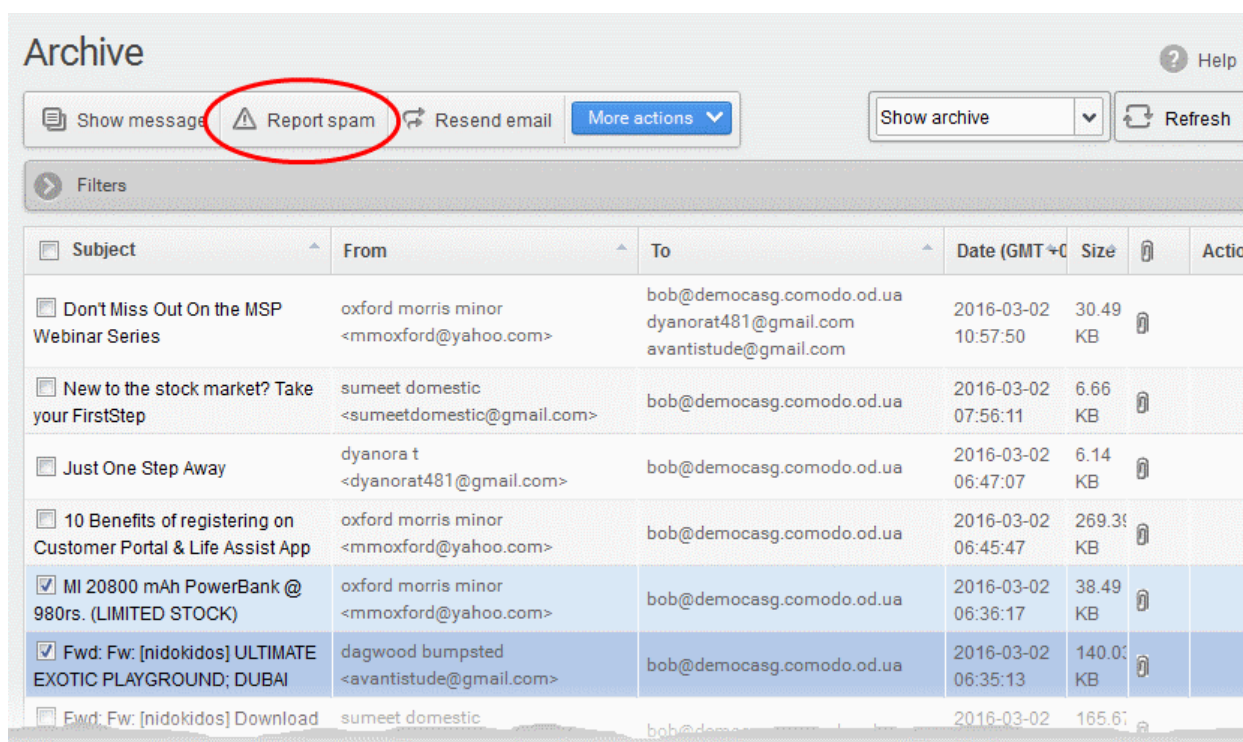 Archive
Help
Show message
Report spam
Resend email
More actions
Show archive
Refresh
Filters
Subject
From
To
Date (GMT +0
Size
Actio
Don't Miss Out On the MSP
Webinar Series
oxford morris minor
<mmoxford@yahoo.com>
bob@democasg.comodo.od.ua
dyanorat481@gmail.com
avantistude@gmail.com
2016-03-02
10:57:50
30.49
KB
New to the stock market? Take
your FirstStep
sumeet domestic
<sumeetdomestic@gmail.com>
bob@democasg.comodo.od.ua
2016-03-02
07:56:11
6.66
KB
Just One Step Away
dyanora t
<dyanorat481@gmail.com>
bob@democasg.comodo.od.ua
2016-03-02
06:47:07
6.14
KB
10 Benefits of registering on
Customer Portal & Life Assist App
oxford morris minor
<mmoxford@yahoo.com>
bob@democasg.comodo.od.ua
2016-03-02
06:45:47
269.39
KB
MI 20800 mAh PowerBank @
980rs. (LIMITED STOCK)
oxford morris minor
<mmoxford@yahoo.com>
bob@democasg.comodo.od.ua
2016-03-02
06:36:17
38.49
KB
Fwd: Fw: [nidokidos] ULTIMATE
EXOTIC PLAYGROUND; DUBAI
dagwood bumpsted
<avantistude@gmail.com>
bob@democasg.comodo.od.ua
2016-03-02
06:35:13
140.03
KB
Fwd: Fw: [nidokidos] Download
sumeet domestic
2016-03-02
165.67